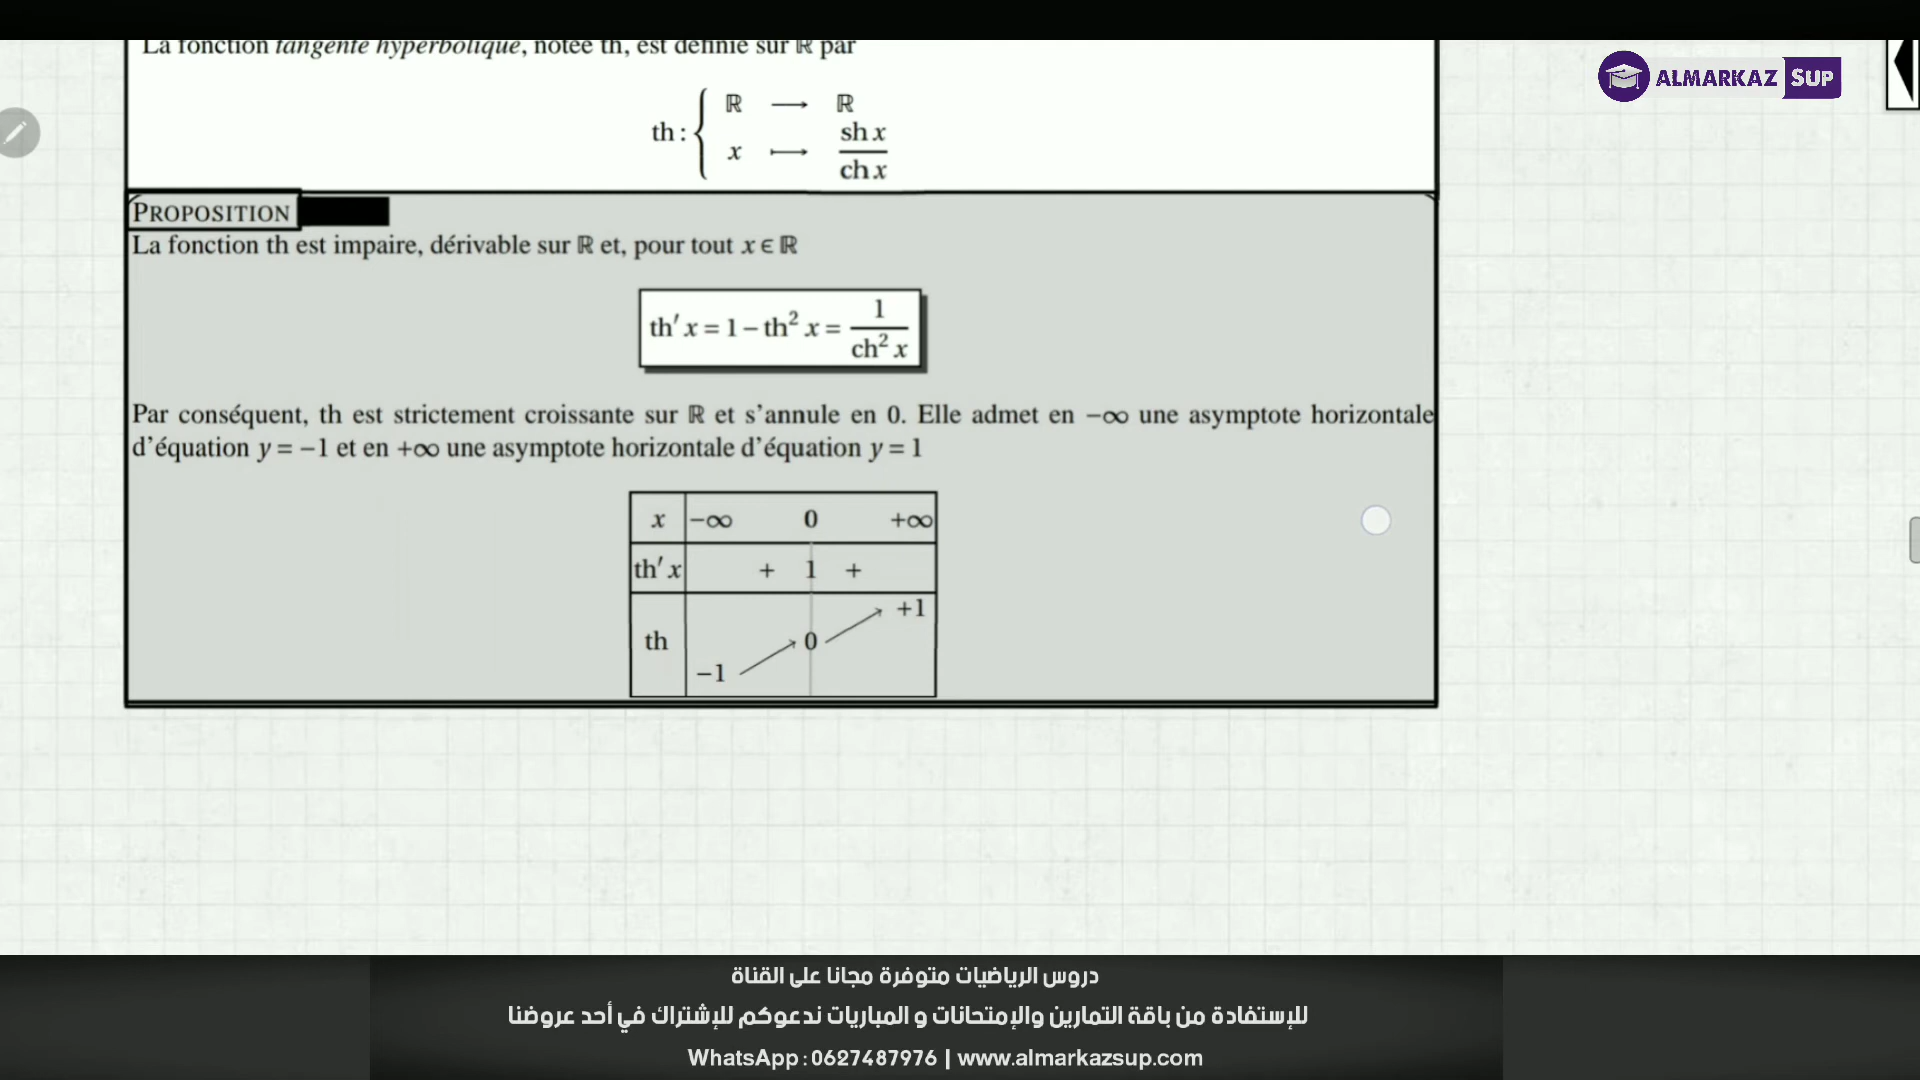 La fonction tangente hyperbolique, notée th, est définie sur ℝ par
ALMARKAZ SUP
th : { ℝ ⟶ ℝ
x ⟼ sh x / ch x
PROPOSITION
La fonction th est impaire, dérivable sur ℝ et, pour tout x ∈ ℝ
th′ x = 1 – th² x = 1 / ch² x
Par conséquent, th est strictement croissante sur ℝ et s’annule en 0. Elle admet en −∞ une asymptote horizontale
d’équation y = −1 et en +∞ une asymptote horizontale d’équation y = 1
x −∞ 0 +∞
th′ x + 1 +
th −1 0 +1
دروس الرياضيات متوفرة مجانا على القناة
للإستفادة من باقة التمارين والإمتحانات و المباريات ندعوكم للإشتراك في أحد عروضنا
WhatsApp : 0627487976 | www.almarkazsup.com